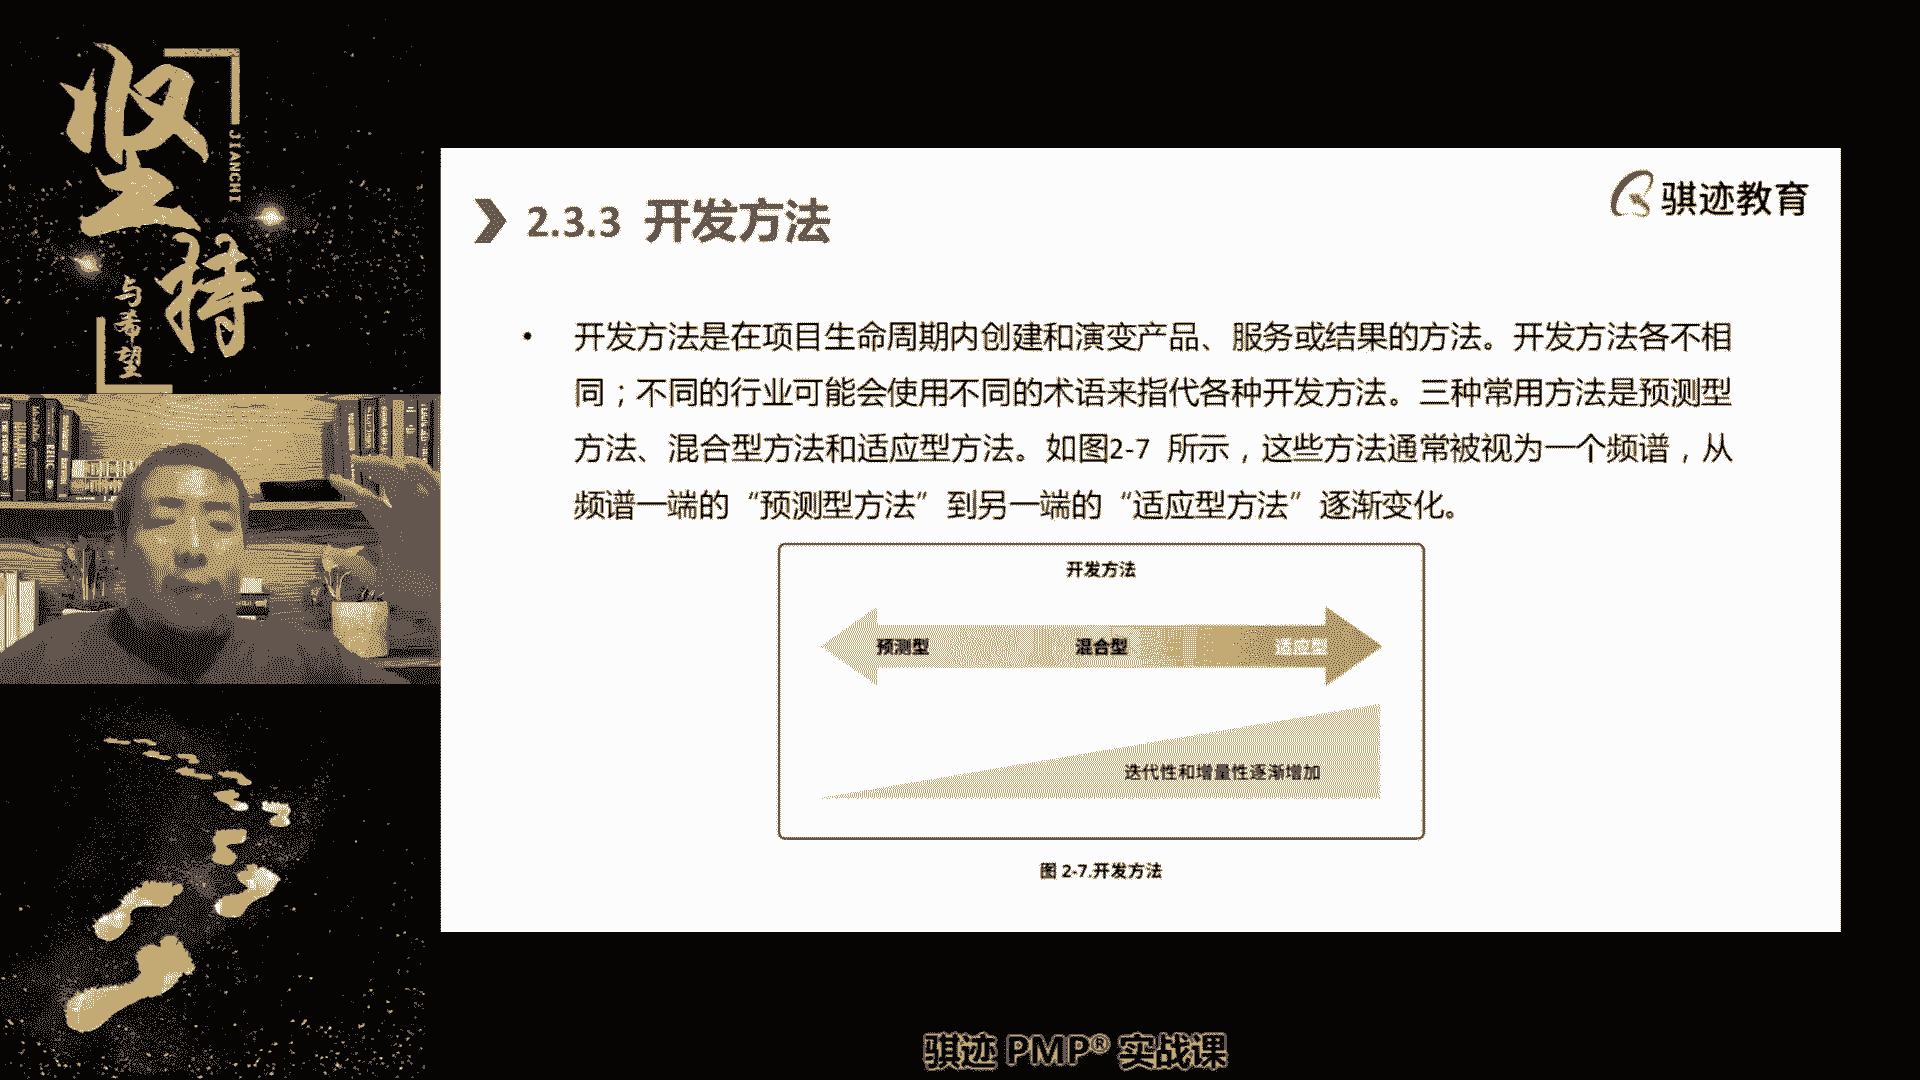 坚持
JIANCHI
与希望
骐迹教育
2.3.3 开发方法
• 开发方法是在项目生命周期内创建和演变产品、服务或结果的方法。开发方法各不相
同；不同的行业可能会使用不同的术语来指代各种开发方法。三种常用方法是预测型
方法、混合型方法和适应型方法。如图2-7 所示，这些方法通常被视为一个频谱，从
频谱一端的“预测型方法”到另一端的“适应型方法”逐渐变化。
开发方法
预测型 混合型 适应型
迭代性和增量性逐渐增加
图 2-7.开发方法
骐迹 PMP® 实战课